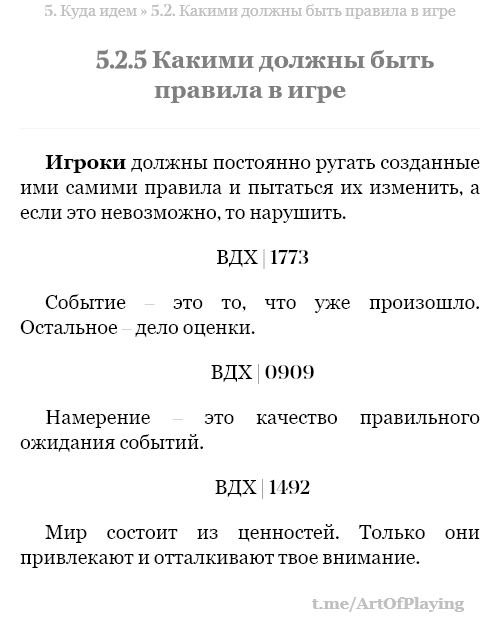 5. Куда идем » 5.2. Какими должны быть правила в игре
5.2.5 Какими должны быть
правила в игре
Игроки должны постоянно ругать созданные
ими самими правила и пытаться их изменить, а
если это невозможно, то нарушить.
ВДХ | 1773
Событие – это то, что уже произошло.
Остальное – дело оценки.
ВДХ | 0909
Намерение – это качество правильного
ожидания событий.
ВДХ | 1492
Мир состоит из ценностей. Только они
привлекают и отталкивают твое внимание.
t.me/ArtOfPlaying